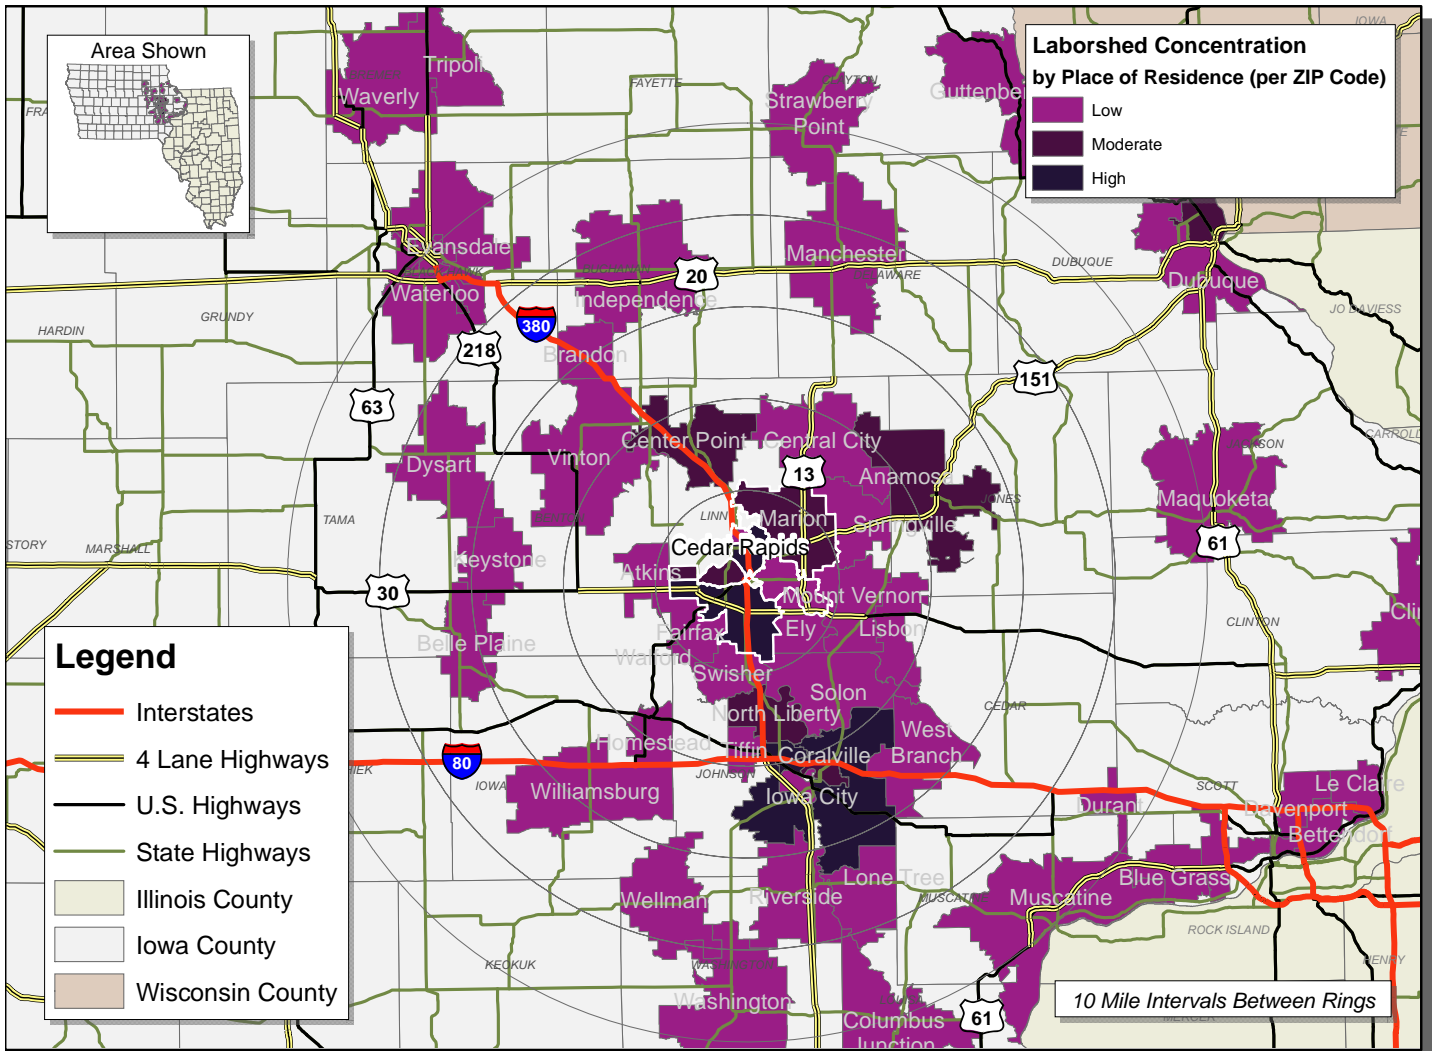 Area Shown
Laborshed Concentration
by Place of Residence (per ZIP Code)
Low
Moderate
High
IOWA
Tripoli
Waverly
FAYETTE
Strawberry
Point
Evansdale
Manchester
DUBUQUE
Dubuque
20
Waterloo
Independence
JO DAVIESS
GRUNDY
HARDIN
380
218
Brandon
151
63
CARROLL
Center Point
Central City
JACKSON
Dysart
Vinton
13
Anamosa
Maquoketa
JONES
TAMA
LINN
Marion
Springville
STORY
MARSHALL
Cedar Rapids
61
Keystone
Atkins
30
Mount Vernon
Ely
Lisbon
CLINTON
Fairfax
Belle Plaine
Walford
Swisher
Solon
North Liberty
CEDAR
West
Branch
Homestead
Tiffin
Coralville
80
JOHNSON
IOWA
Williamsburg
Iowa City
SCOTT
Le Claire
Durant
Davenport
Bettendorf
Lone Tree
Blue Grass
Wellman
Riverside
Muscatine
ROCK ISLAND
KEOKUK
WASHINGTON
HENRY
Washington
Columbus
Junction
61
MERCER
10 Mile Intervals Between Rings
Legend
Interstates
4 Lane Highways
U.S. Highways
State Highways
Illinois County
Iowa County
Wisconsin County